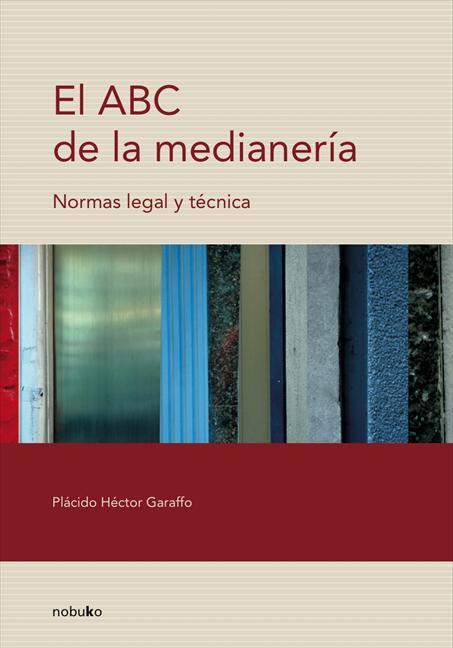 El ABC
de la medianería
Normas legal y técnica
Plácido Héctor Garaffo
nobuko